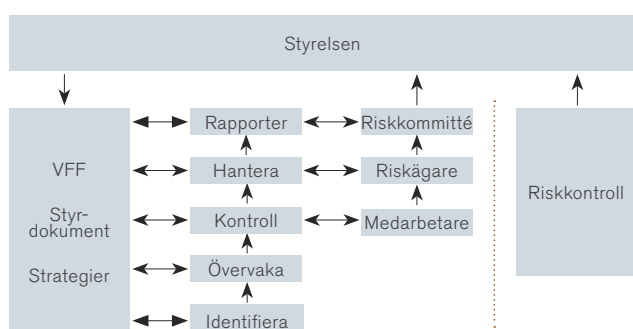 Styrelsen
Rapporter
Riskkommitté
VFF
Hantera
Riskägare
Riskkontroll
Styr-
dokument
Kontroll
Medarbetare
Strategier
Övervaka
Identifiera